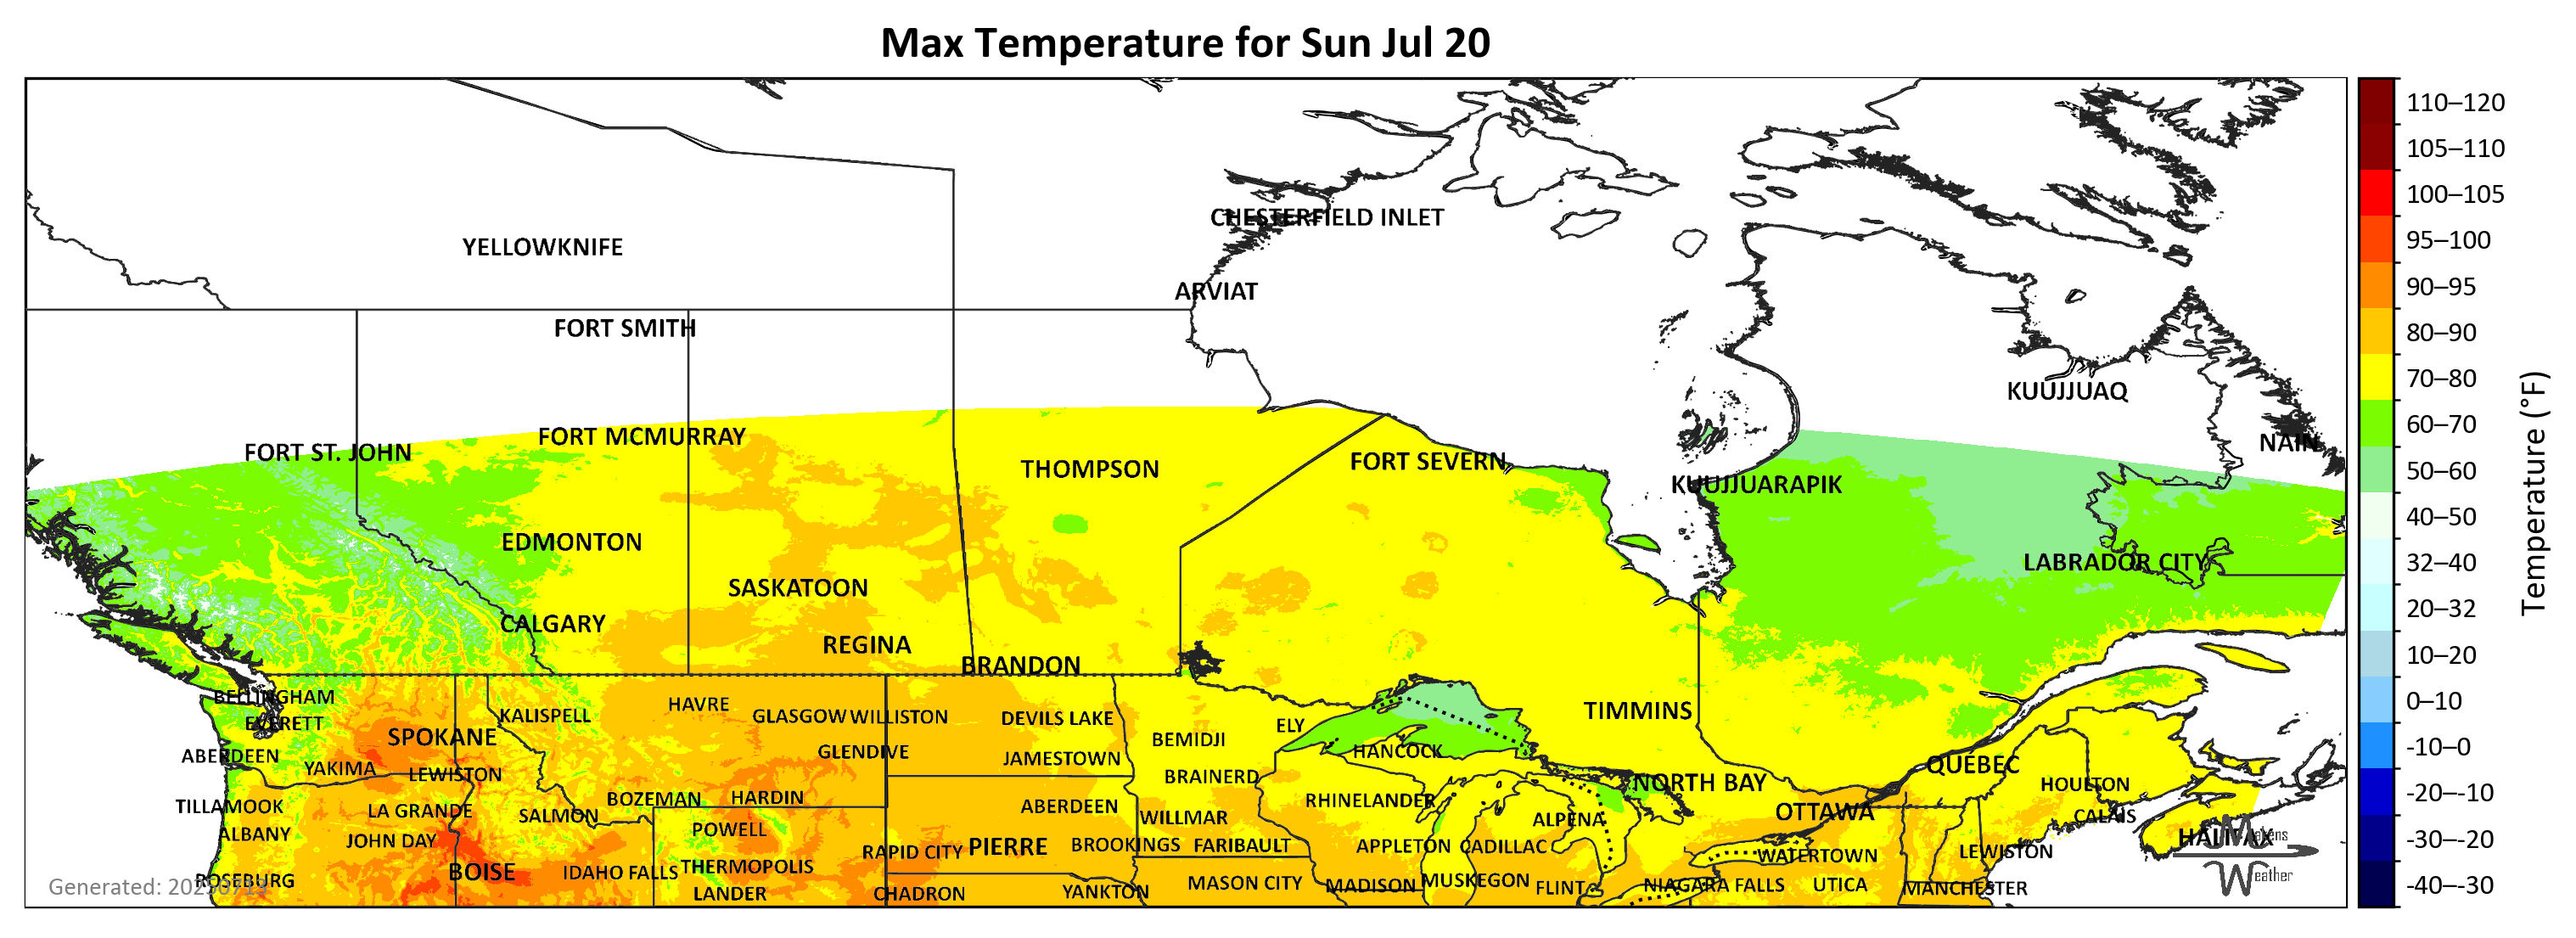 Max Temperature for Sun Jul 20
CHESTERFIELD INLET
YELLOWKNIFE
ARVIAT
FORT SMITH
KUUJJUAQ
FORT MCMURRAY
NAIN
FORT ST. JOHN
FORT SEVERN
THOMPSON
KUUJJUARAPIK
EDMONTON
LABRADOR CITY
SASKATOON
CALGARY
REGINA
BRANDON
BELLINGHAM
HAVRE
KALISPELL
GLASGOW
WILLISTON
DEVILS LAKE
TIMMINS
EVERETT
ELY
SPOKANE
BEMIDJI
GLENDIVE
HANCOCK
ABERDEEN
JAMESTOWN
QUÉBEC
YAKIMA
LEWISTON
BRAINERD
NORTH BAY
HOULTON
BOZEMAN
HARDIN
RHINELANDER
TILLAMOOK
LA GRANDE
ABERDEEN
SALMON
WILLMAR
ALPENA
OTTAWA
CALAIS
POWELL
ALBANY
JOHN DAY
HALIFAX
PIERRE
BROOKINGS
FARIBAULT
APPLETON
CADILLAC
RAPID CITY
WATERTOWN
LEWISTON
BOISE
IDAHO FALLS
THERMOPOLIS
ROSEBURG
MASON CITY
MADISON
MUSKEGON
FLINT
NIAGARA FALLS
UTICA
MANCHESTER
LANDER
CHADRON
YANKTON
Makens
Weather
110–120
105–110
100–105
95–100
90–95
80–90
70–80
60–70
50–60
40–50
32–40
20–32
10–20
0–10
-10–0
-20–-10
-30–-20
-40–-30
Temperature (°F)
Generated: